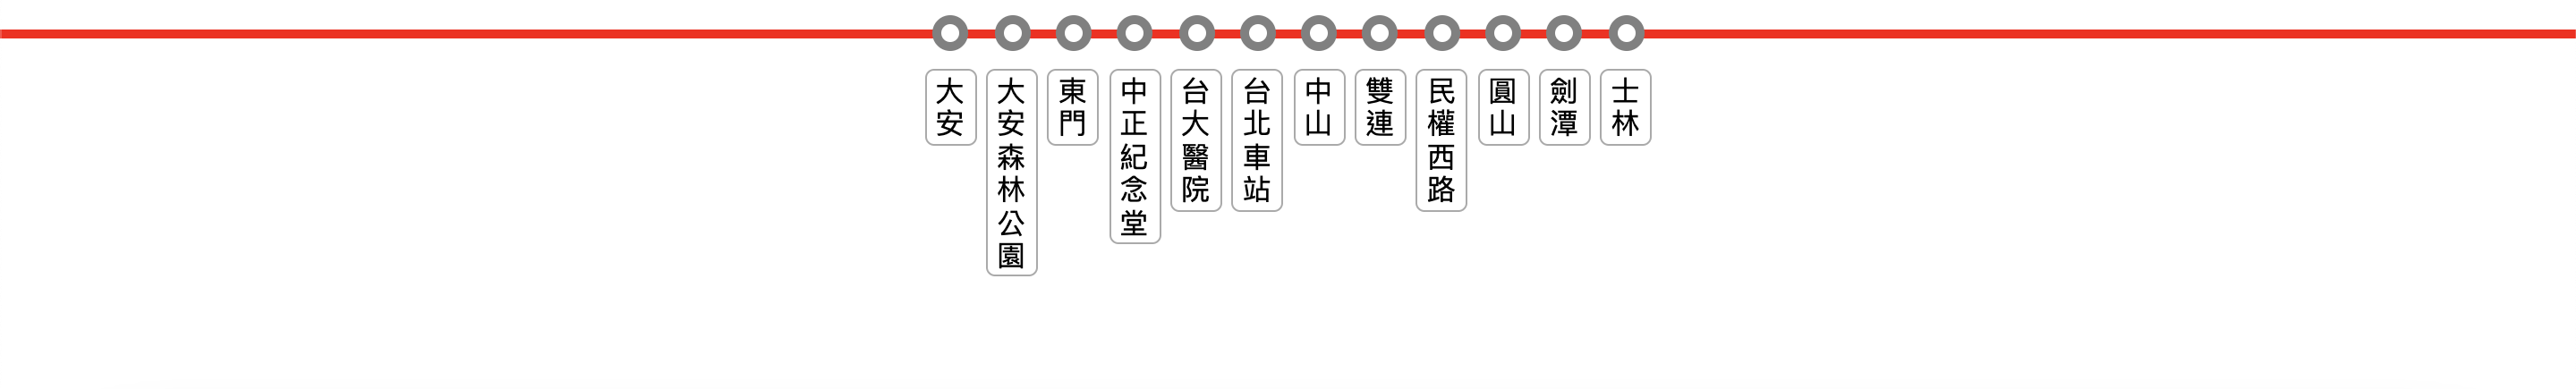 大安
大安森林公園
東門
中正紀念堂
台大醫院
台北車站
中山
雙連
民權西路
圓山
劍潭
士林